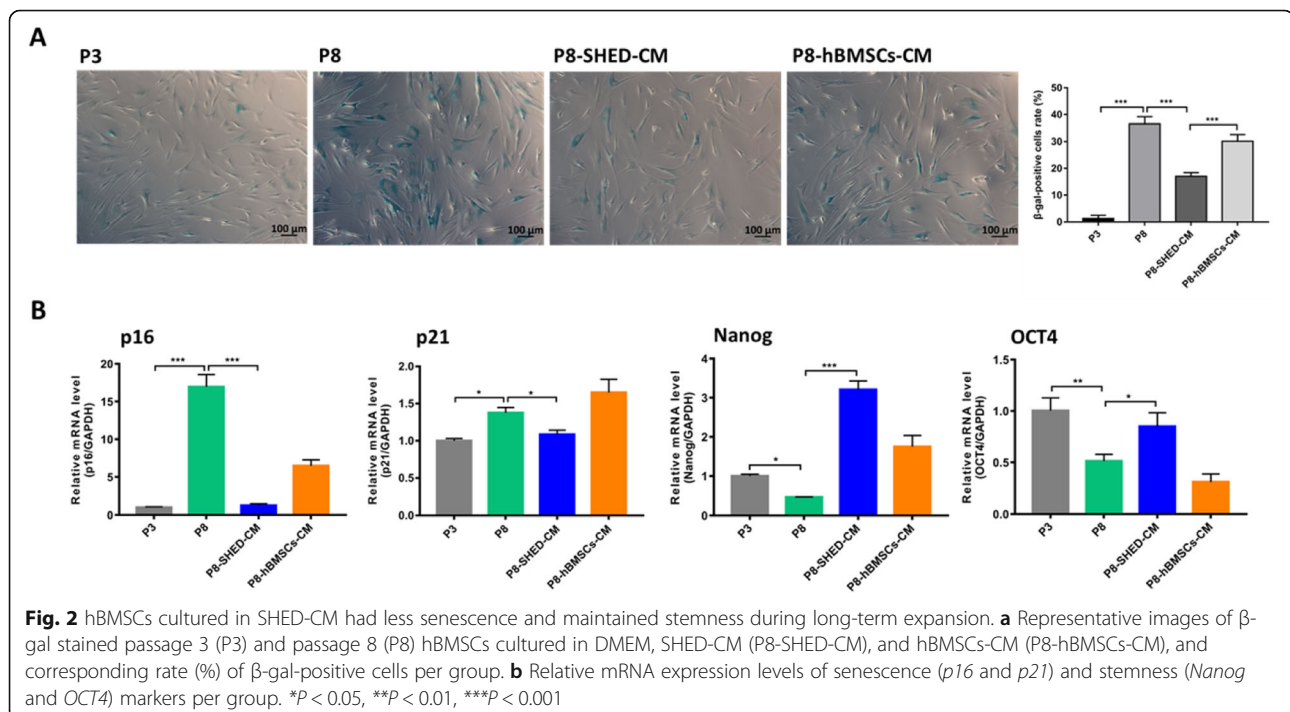 A
P3
P8
P8-SHED-CM
P8-hBMSCs-CM
100 µm
100 µm
100 µm
100 µm
β-gal-positive cells rate (%)
50
40
30
20
10
0
***
***
***
P3
P8
P8-SHED-CM
P8-hBMSCs-CM
B
p16
Relative mRNA level
(p16/GAPDH)
20
15
10
5
0
***
***
P3
P8
P8-SHED-CM
P8-hBMSCs-CM
p21
Relative mRNA level
(p21/GAPDH)
2.0
1.5
1.0
0.5
0.0
*
*
P3
P8
P8-SHED-CM
P8-hBMSCs-CM
Nanog
Relative mRNA level
(Nanog/GAPDH)
4
3
2
1
0
*
***
P3
P8
P8-SHED-CM
P8-hBMSCs-CM
OCT4
Relative mRNA level
(OCT4/GAPDH)
1.5
1.0
0.5
0.0
**
*
P3
P8
P8-SHED-CM
P8-hBMSCs-CM
Fig. 2 hBMSCs cultured in SHED-CM had less senescence and maintained stemness during long-term expansion. a Representative images of β-
gal stained passage 3 (P3) and passage 8 (P8) hBMSCs cultured in DMEM, SHED-CM (P8-SHED-CM), and hBMSCs-CM (P8-hBMSCs-CM), and
corresponding rate (%) of β-gal-positive cells per group. b Relative mRNA expression levels of senescence (p16 and p21) and stemness (Nanog
and OCT4) markers per group. *P < 0.05, **P < 0.01, ***P < 0.001